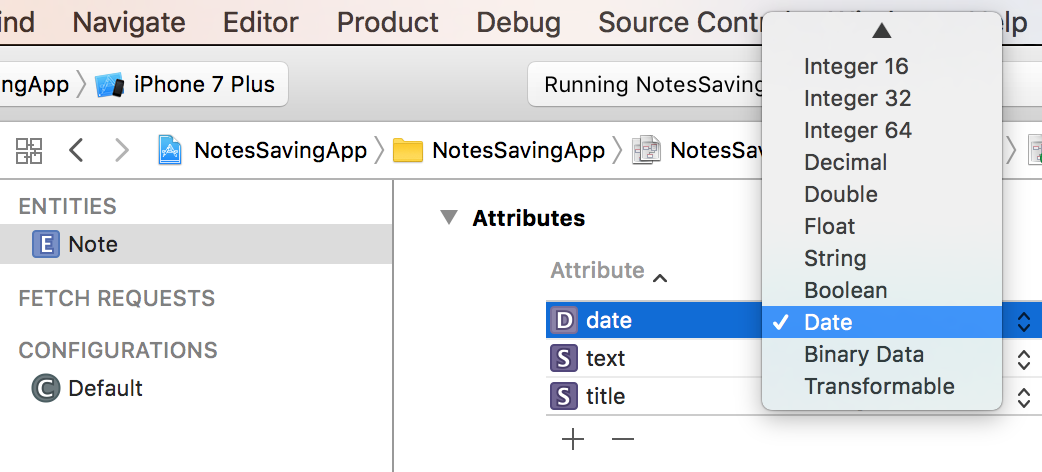 ind Navigate Editor Product Debug Source Contr elp
ngApp iPhone 7 Plus Running NotesSaving
NotesSavingApp NotesSavingApp NotesSav
ENTITIES
E Note
FETCH REQUESTS
CONFIGURATIONS
C Default
Attributes
Attribute
D date
S text
S title
Integer 16
Integer 32
Integer 64
Decimal
Double
Float
String
Boolean
Date
Binary Data
Transformable